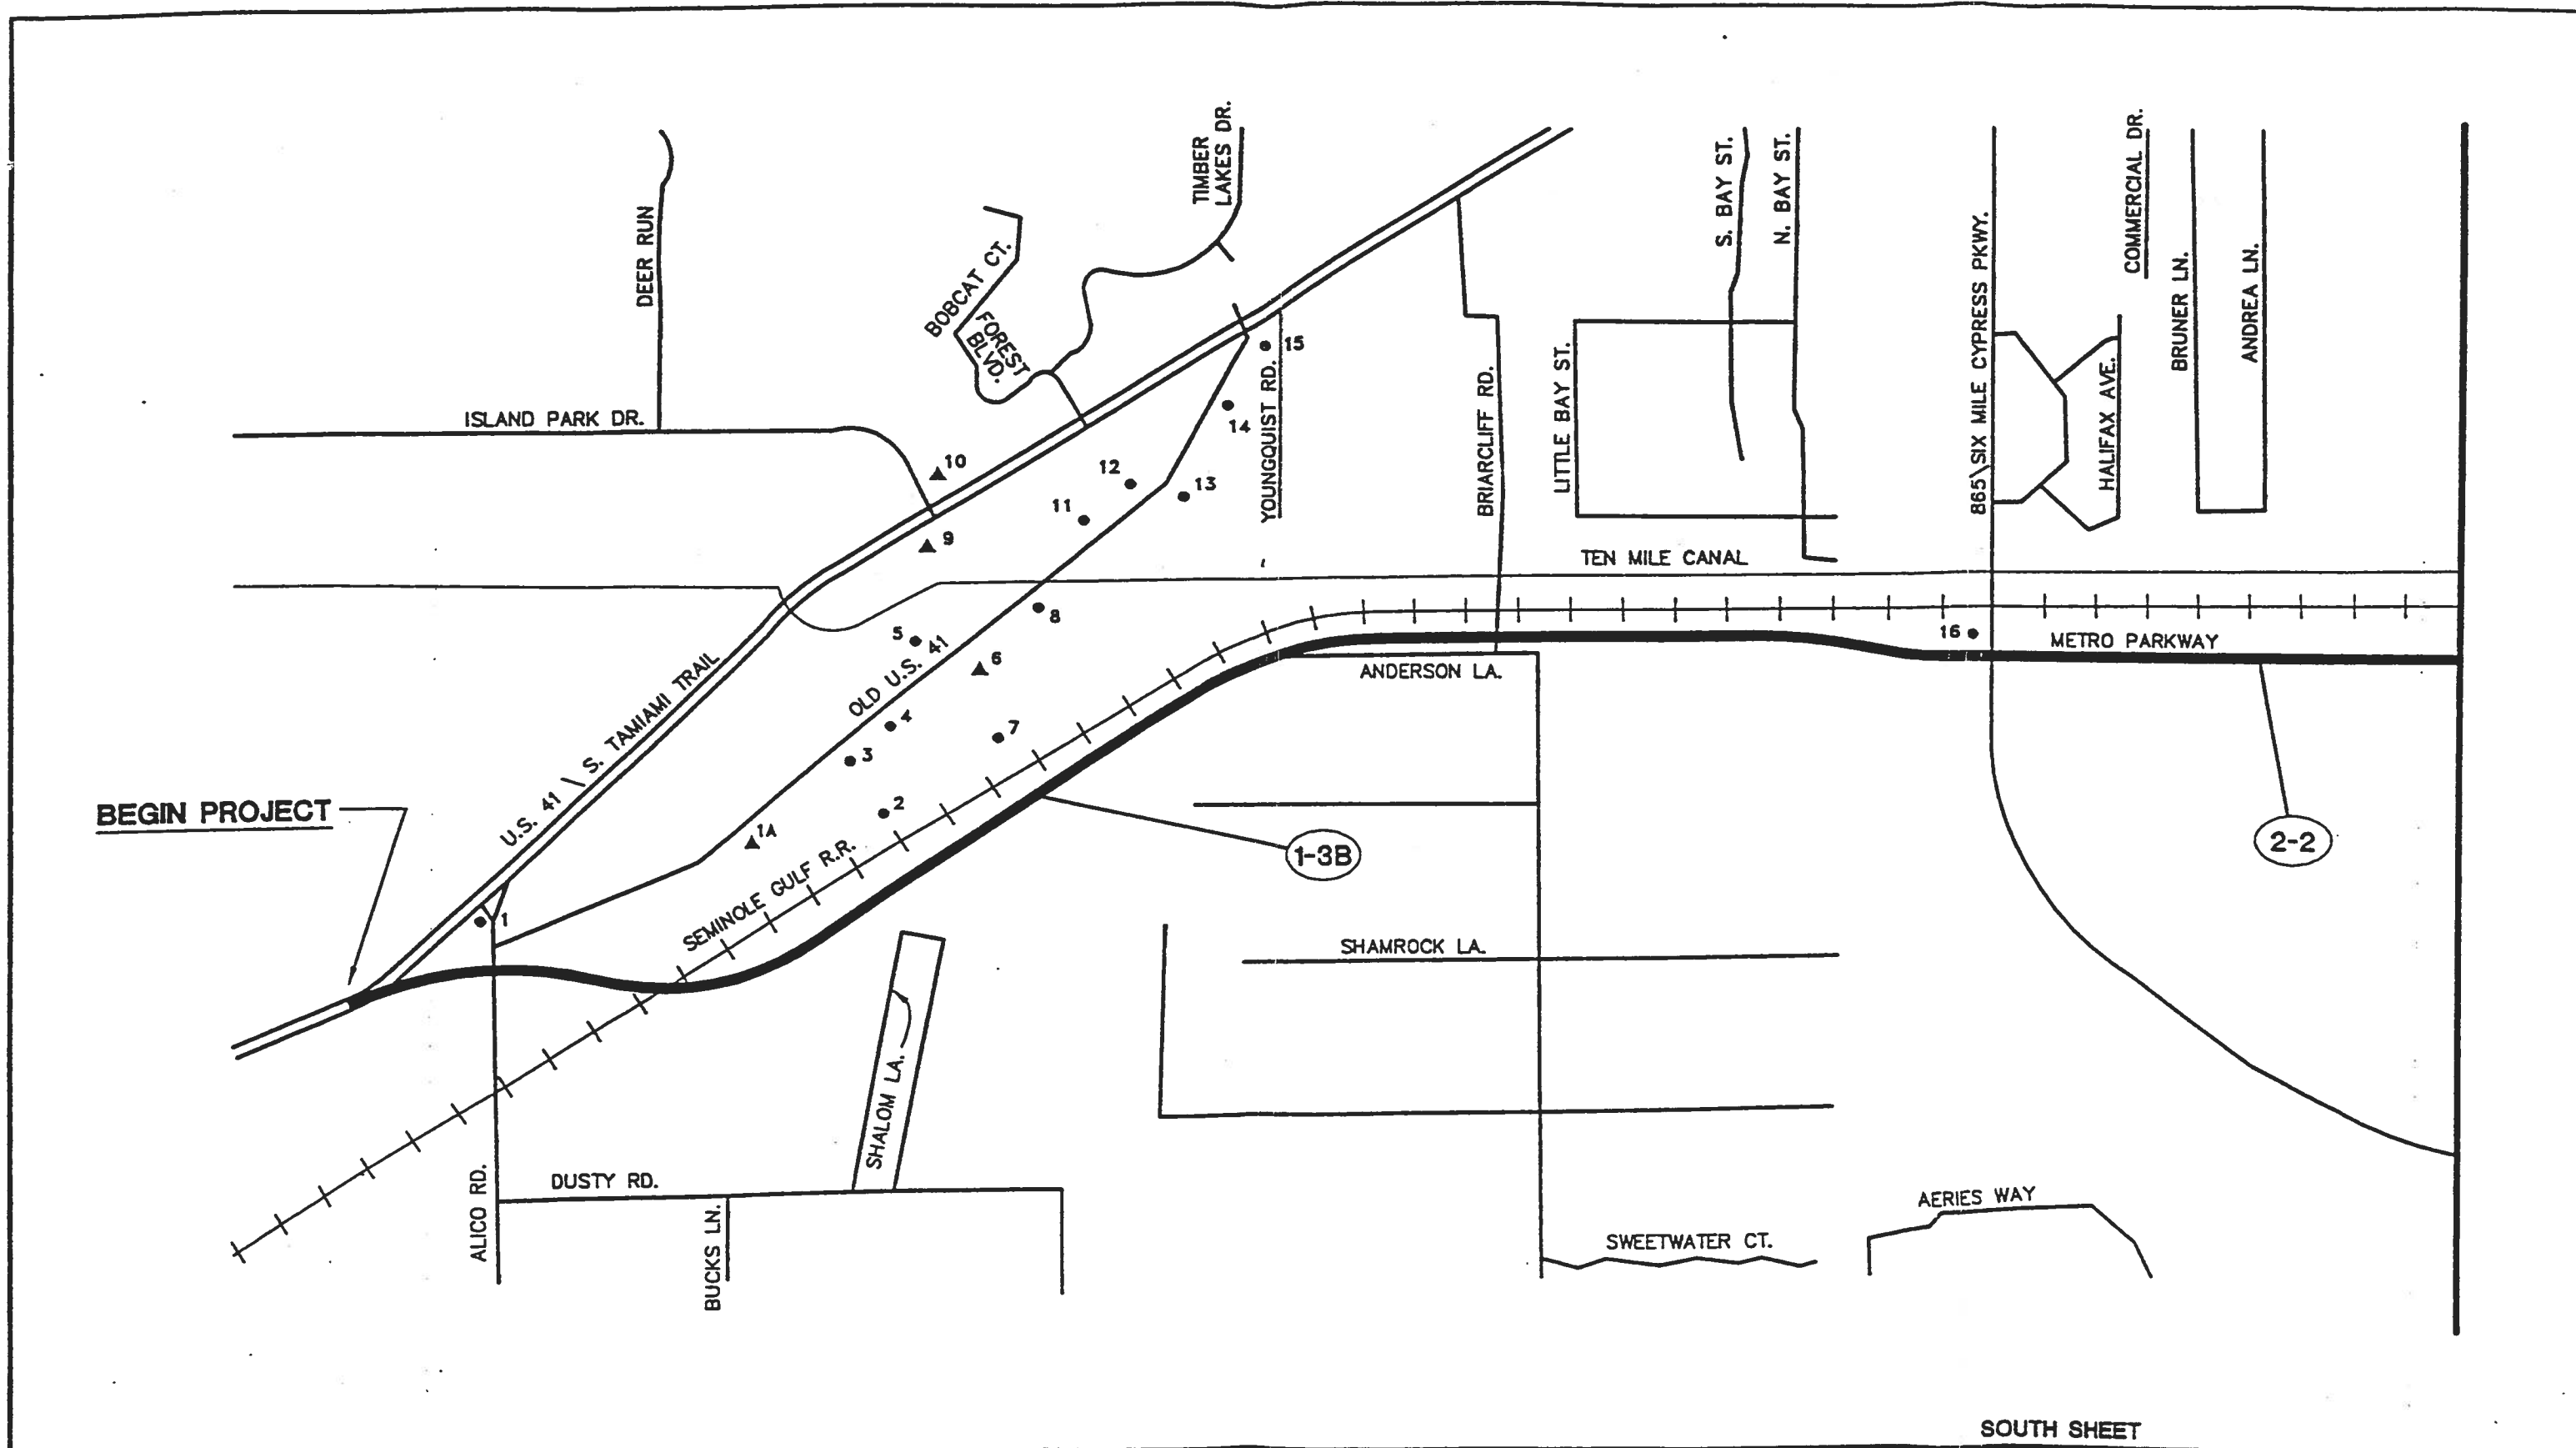 TIMBER
LAKES DR.
DEER RUN
BOBCAT CT.
FOREST
BLVD.
S. BAY ST.
N. BAY ST.
865\SIX MILE CYPRESS PKWY.
COMMERCIAL DR.
BRUNER LN.
ANDREA LN.
HALIFAX AVE.
ISLAND PARK DR.
YOUNGQUIST RD.
BRIARCLIFF RD.
LITTLE BAY ST.
15
14
10
12
13
11
9
TEN MILE CANAL
8
5
6
16
METRO PARKWAY
ANDERSON LA.
OLD U.S. 41
U.S. 41 \ S. TAMIAMI TRAIL
4
7
3
2
1A
BEGIN PROJECT
1-3B
2-2
SEMINOLE GULF R.R.
1
SHAMROCK LA.
SHALOM LA.
ALICO RD.
DUSTY RD.
BUCKS LN.
AERIES WAY
SWEETWATER CT.
SOUTH SHEET